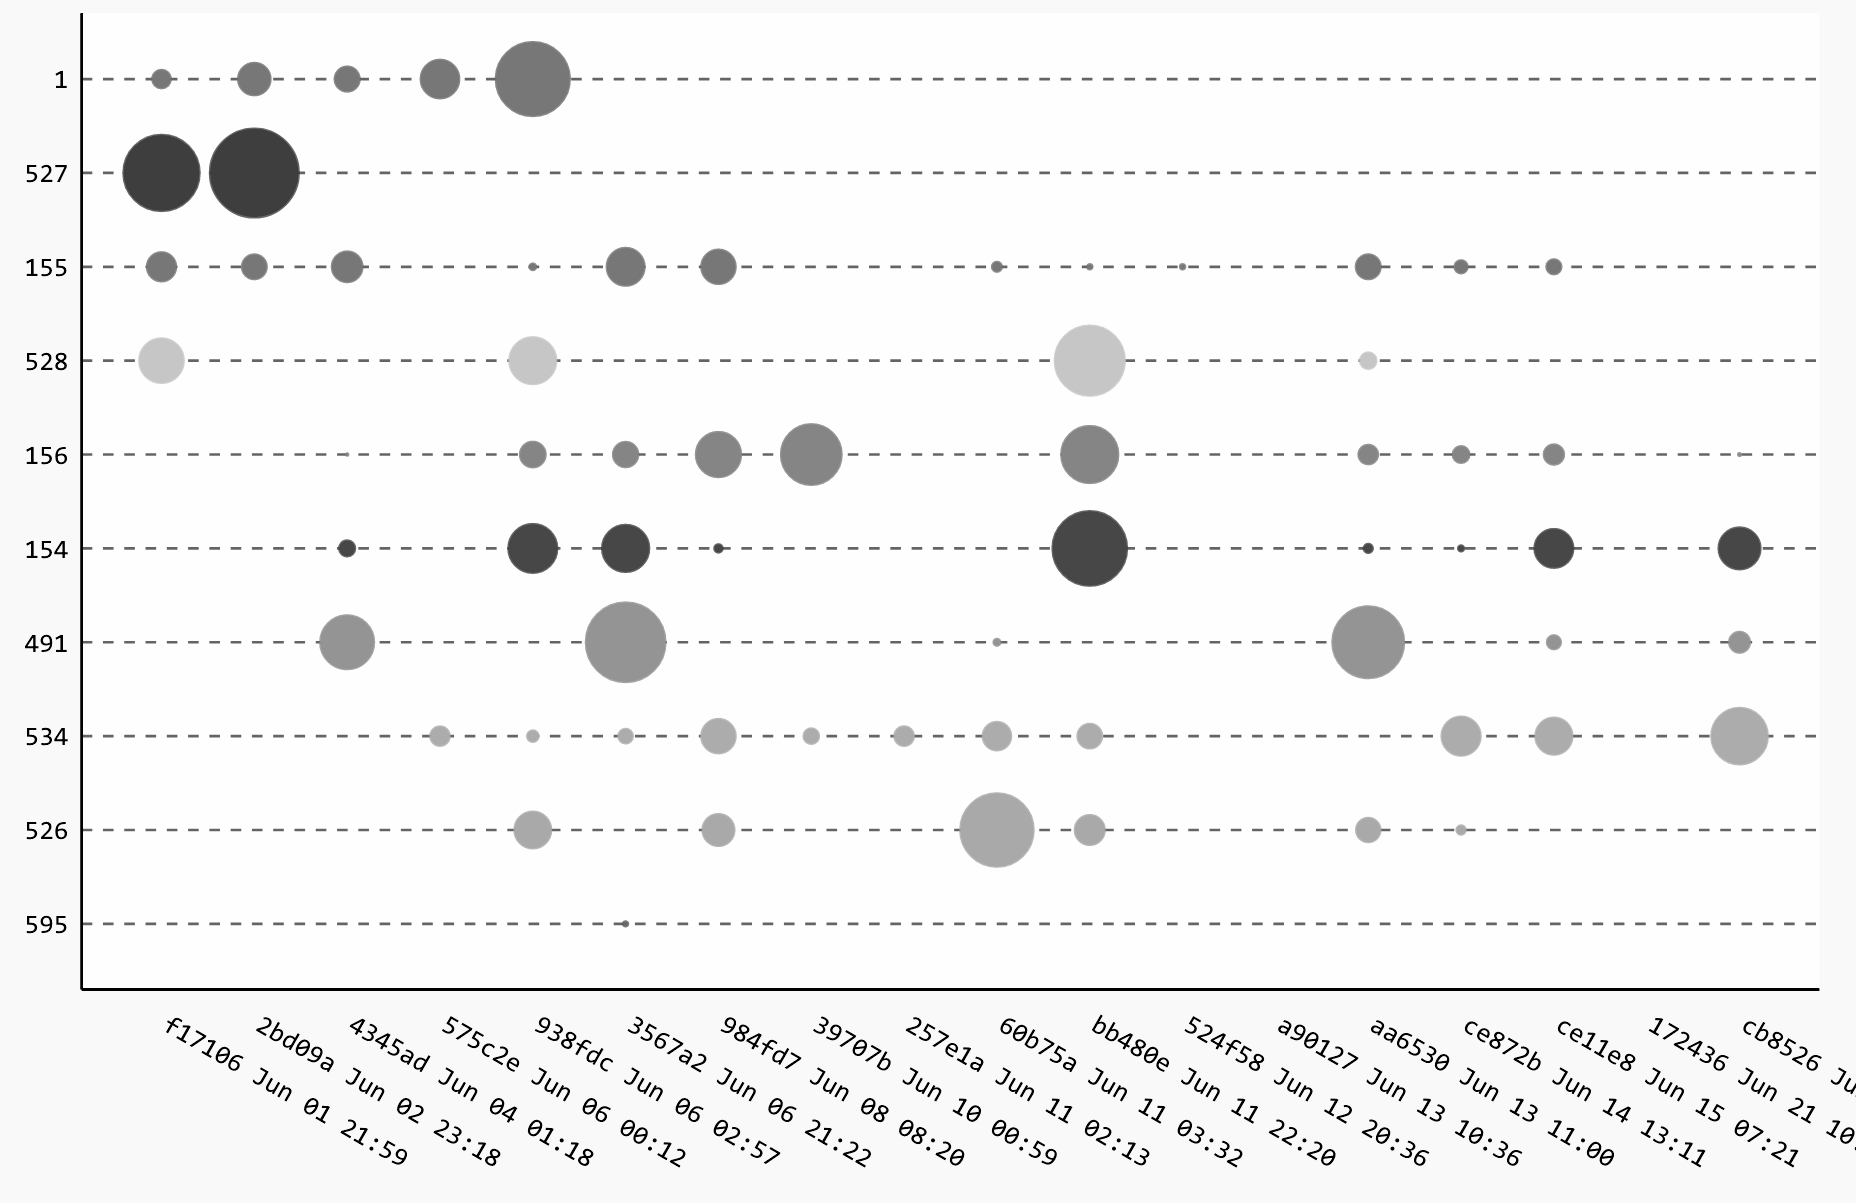 1
527
155
528
156
154
491
534
526
595
f17106 Jun 01 21:59
2bd09a Jun 02 23:18
4345ad Jun 04 01:18
575c2e Jun 06 00:12
938fdc Jun 06 02:57
3567a2 Jun 06 21:22
984fd7 Jun 08 08:20
39707b Jun 10 00:59
257e1a Jun 11 02:13
60b75a Jun 11 03:32
bb480e Jun 11 22:20
524f58 Jun 12 20:36
a90127 Jun 13 10:36
aa6530 Jun 13 11:00
ce872b Jun 14 13:11
ce11e8 Jun 15 07:21
172436 Jun 21 10
cb8526